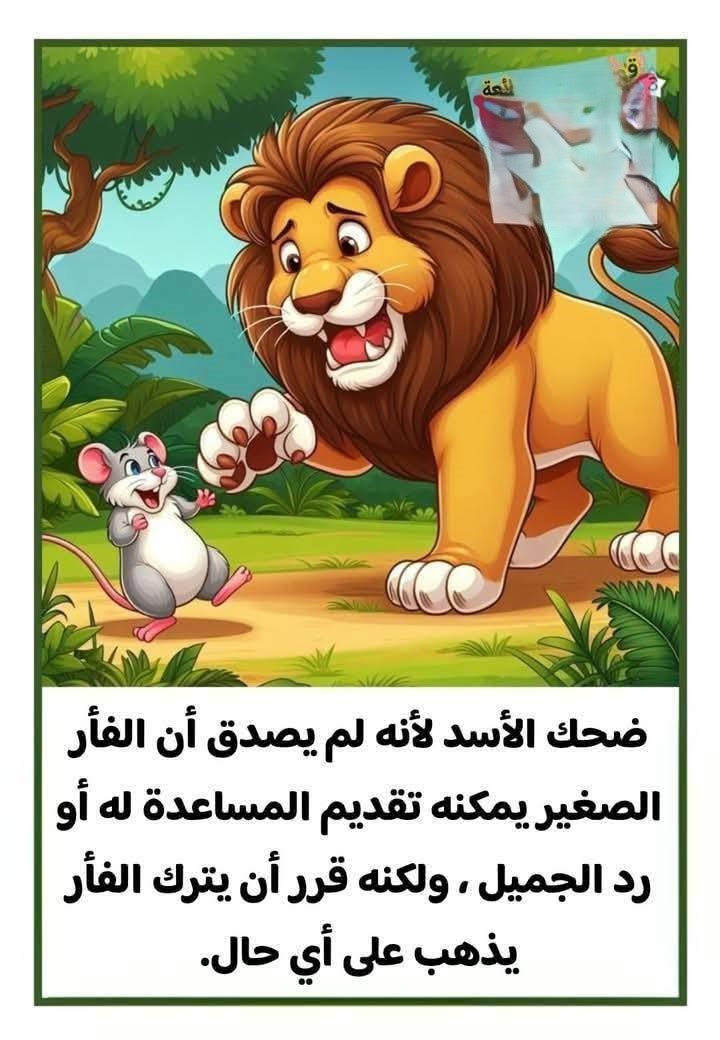 ضحك الأسد لأنه لم يصدق أن الفأر
الصغير يمكنه تقديم المساعدة له أو
رد الجميل ، ولكنه قرر أن يترك الفأر
يذهب على أي حال.